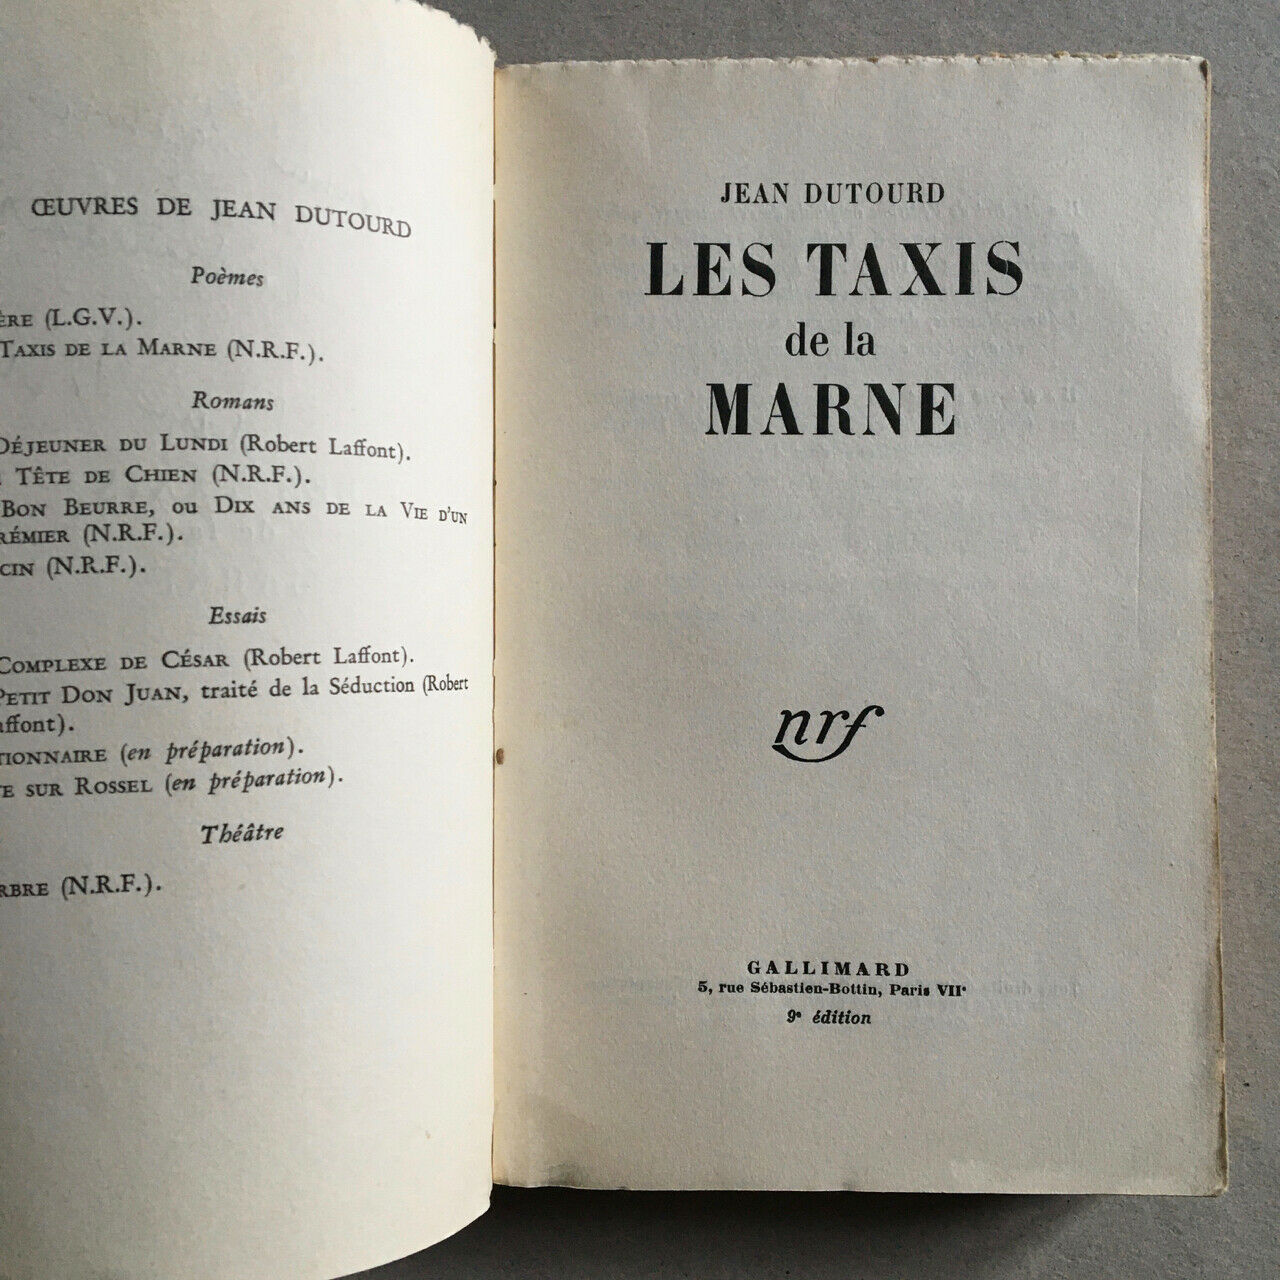 ŒUVRES DE JEAN DUTOURD
Poèmes
ÈRE (L.G.V.).
TAXIS DE LA MARNE (N.R.F.).
Romans
DÉJEUNER DU LUNDI (Robert Laffont).
TÊTE DE CHIEN (N.R.F.).
BON BEURRE, OU DIX ANS DE LA VIE D'UN
RÉMIER (N.R.F.).
CIN (N.R.F.).
Essais
COMPLEXE DE CÉSAR (Robert Laffont).
PETIT DON JUAN, traité de la Séduction (Robert
affont).
TIONNAIRE (en préparation).
E SUR ROSSEL (en préparation).
Théâtre
RBRE (N.R.F.).
JEAN DUTOURD
LES TAXIS
de la
MARNE
nrf
GALLIMARD
5, rue Sébastien-Bottin, Paris VIIe
9e édition